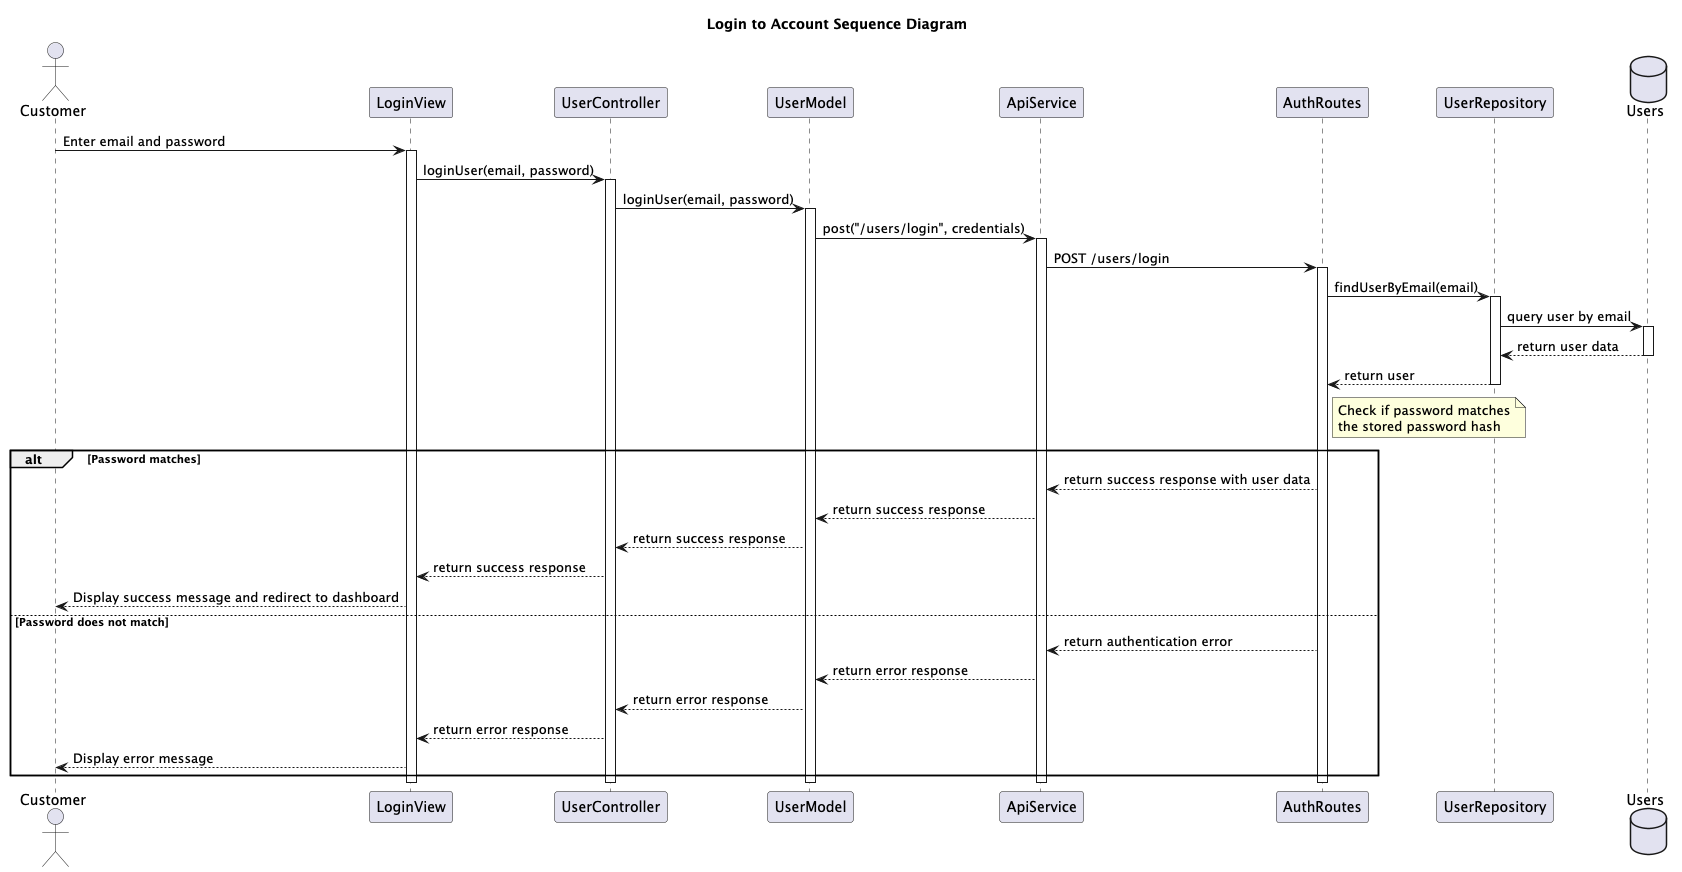 Login to Account Sequence Diagram
Customer
LoginView
UserController
UserModel
ApiService
AuthRoutes
UserRepository
Users
Enter email and password
loginUser(email, password)
loginUser(email, password)
post("/users/login", credentials)
POST /users/login
findUserByEmail(email)
query user by email
return user data
return user
Check if password matches
the stored password hash
alt
[Password matches]
return success response with user data
return success response
return success response
return success response
Display success message and redirect to dashboard
[Password does not match]
return authentication error
return error response
return error response
return error response
Display error message
Customer
LoginView
UserController
UserModel
ApiService
AuthRoutes
UserRepository
Users